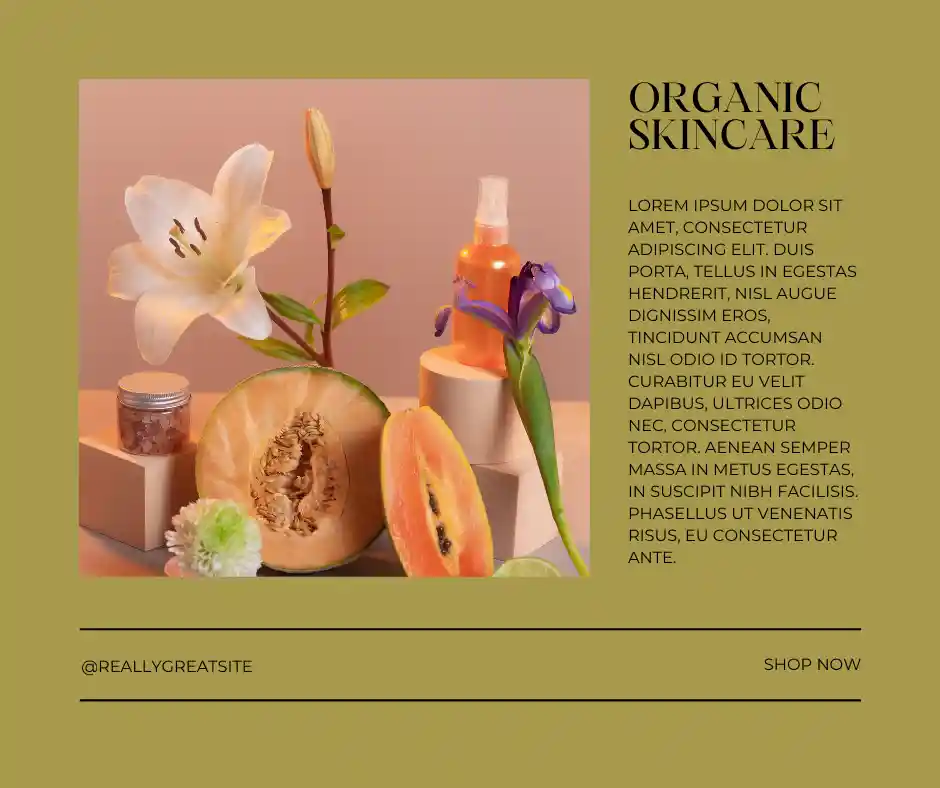 ORGANIC
SKINCARE
LOREM IPSUM DOLOR SIT
AMET, CONSECTETUR
ADIPISCING ELIT. DUIS
PORTA, TELLUS IN EGESTAS
HENDRERIT, NISL AUGUE
DIGNISSIM EROS,
TINCIDUNT ACCUMSAN
NISL ODIO ID TORTOR.
CURABITUR EU VELIT
DAPIBUS, ULTRICES ODIO
NEC, CONSECTETUR
TORTOR. AENEAN SEMPER
MASSA IN METUS EGESTAS,
IN SUSCIPIT NIBH FACILISIS.
PHASELLUS UT VENENATIS
RISUS, EU CONSECTETUR
ANTE.
@REALLYGREATSITE
SHOP NOW